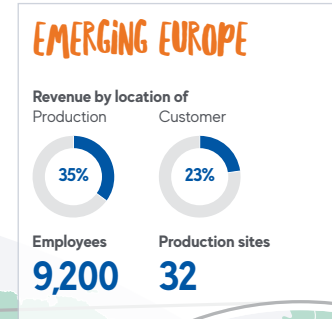 EMERGING EUROPE
Revenue by location of
Production Customer
35% 23%
Employees Production sites
9,200 32